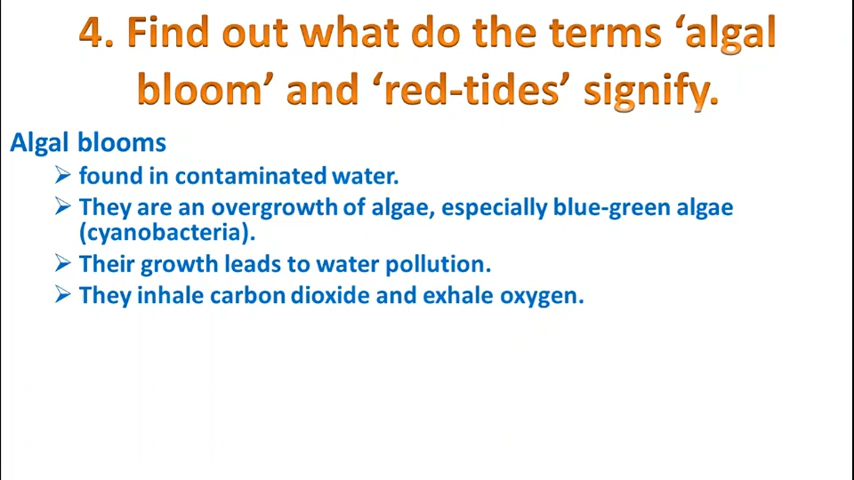 4. Find out what do the terms ‘algal
bloom’ and ‘red-tides’ signify.
Algal blooms
➢ found in contaminated water.
➢ They are an overgrowth of algae, especially blue-green algae
(cyanobacteria).
➢ Their growth leads to water pollution.
➢ They inhale carbon dioxide and exhale oxygen.